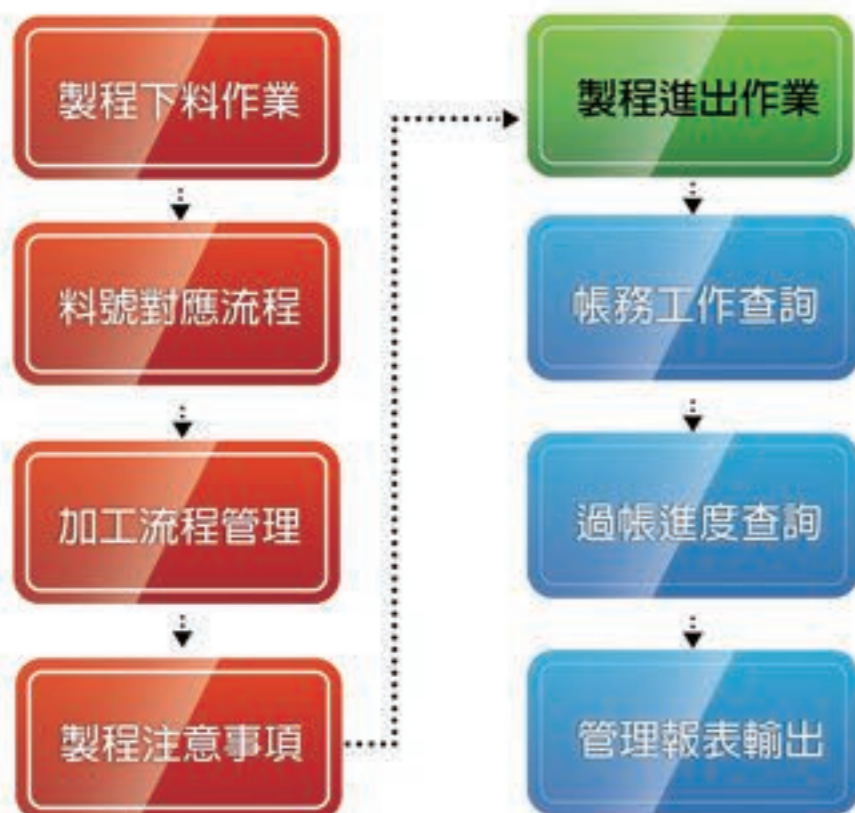 製程下料作業
料號對應流程
加工流程管理
製程注意事項
製程進出作業
帳務工作查詢
過帳進度查詢
管理報表輸出